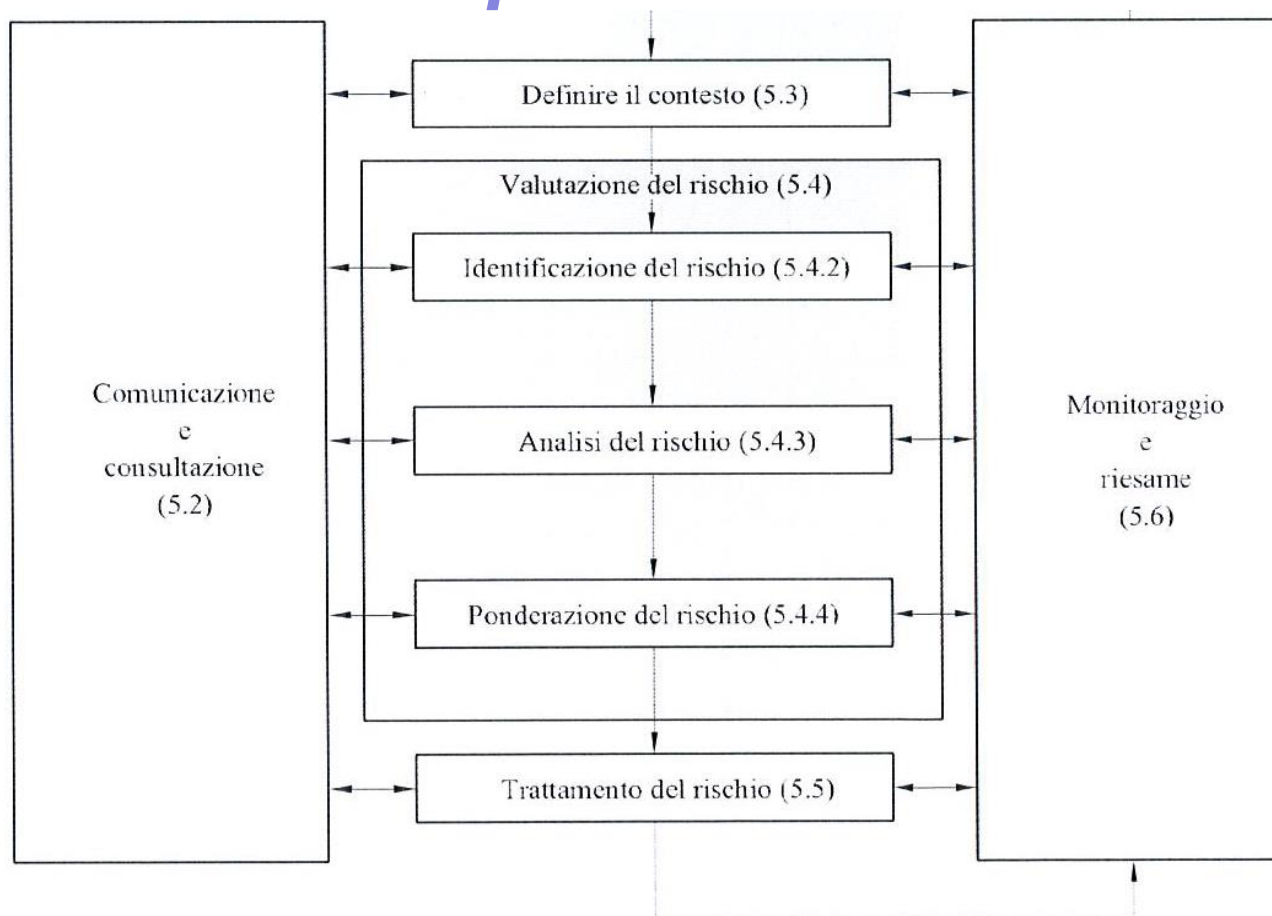 Definire il contesto (5.3)
Valutazione del rischio (5.4)
Identificazione del rischio (5.4.2)
Comunicazione
e
consultazione
(5.2)
Analisi del rischio (5.4.3)
Monitoraggio
e
riesame
(5.6)
Ponderazione del rischio (5.4.4)
Trattamento del rischio (5.5)